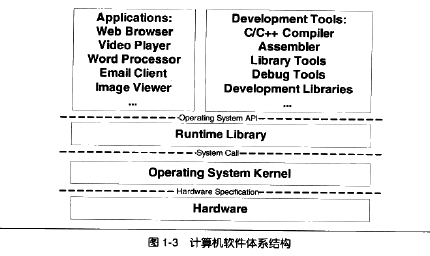 Applications:
Web Browser
Video Player
Word Processor
Email Client
Image Viewer
...
Development Tools:
C/C++ Compiler
Assembler
Library Tools
Debug Tools
Development Libraries
...
Operating System API
Runtime Library
System Call
Operating System Kernel
Hardware Specification
Hardware
图 1-3 计算机软件体系结构